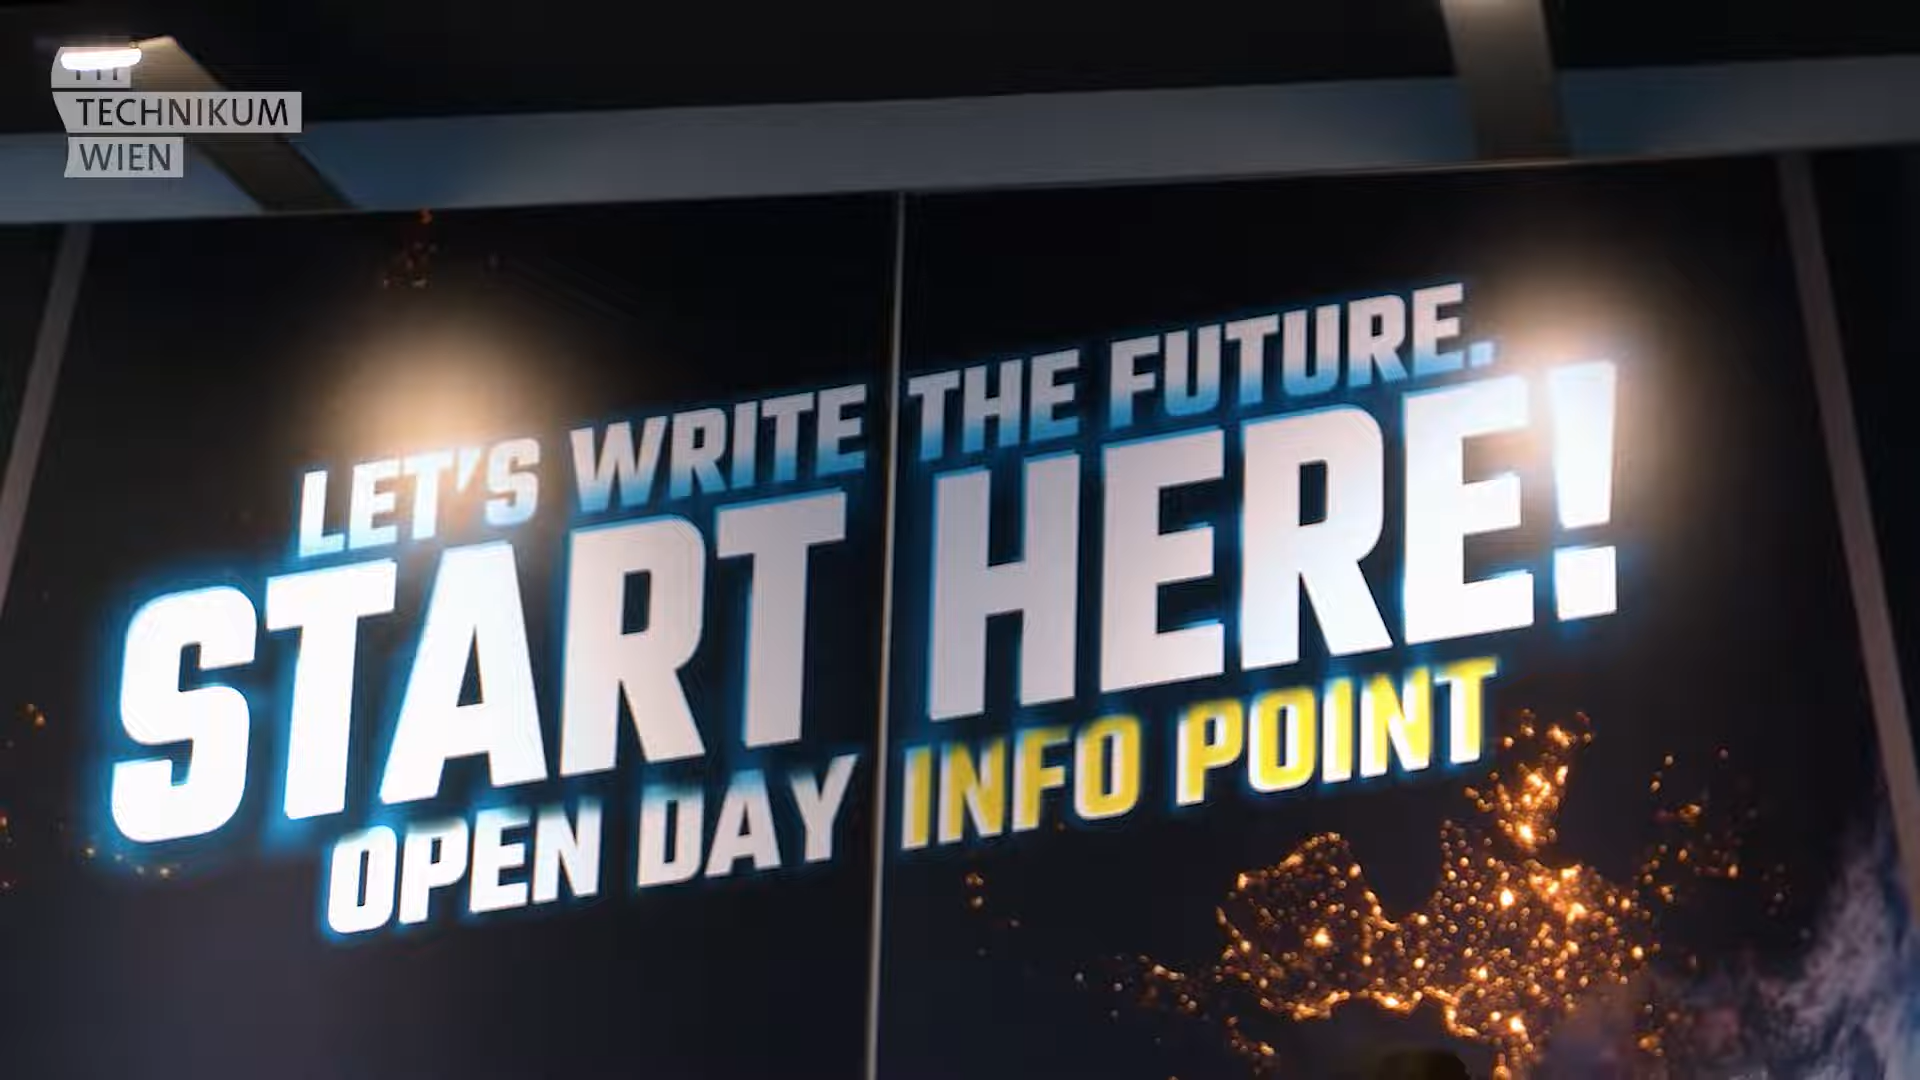 TECHNIKUM
WIEN
LET'S WRITE THE FUTURE.
START HERE!
OPEN DAY INFO POINT